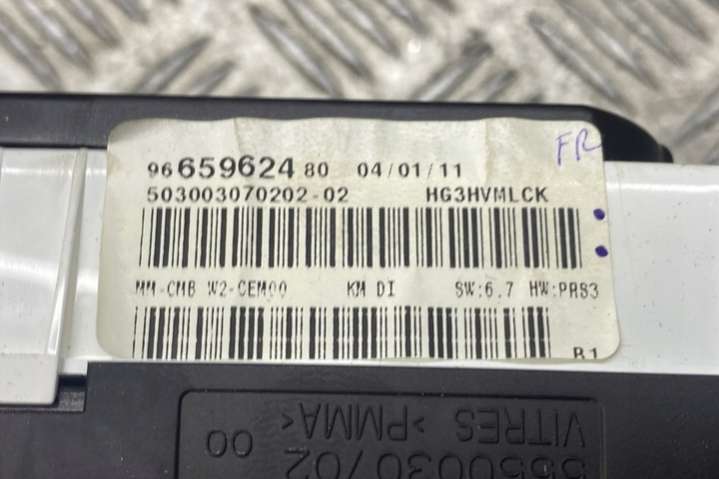 FR
96 659624 80 04/01/11
503003070202-02 HG3HVMLCK
MM-CMB W2-CEM00 KM DI SW:6.7 HW:PRS3
B1
VITRES >PMMA<
5550030702 00